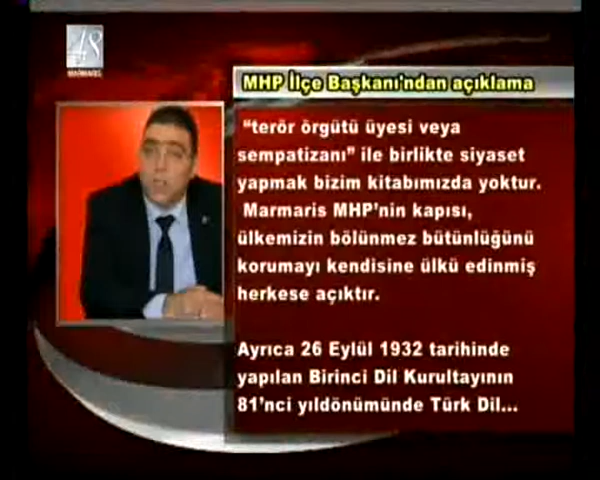 48
MARMARİS
MHP İlçe Başkanı'ndan açıklama
“terör örgütü üyesi veya
sempatizanı” ile birlikte siyaset
yapmak bizim kitabımızda yoktur.
Marmaris MHP'nin kapısı,
ülkemizin bölünmez bütünlüğünü
korumayı kendisine ülkü edinmiş
herkese açıktır.
Ayrıca 26 Eylül 1932 tarihinde
yapılan Birinci Dil Kurultayının
81'nci yıldönümünde Türk Dil...